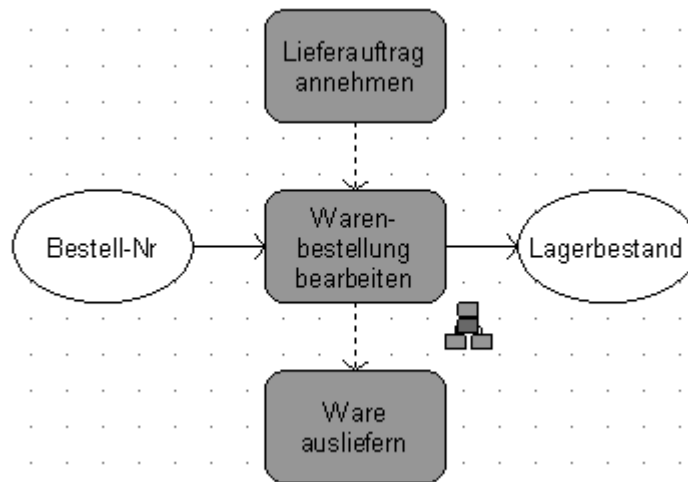 Lieferauftrag
annehmen
Bestell-Nr
Waren-
bestellung
bearbeiten
Lagerbestand
Ware
ausliefern